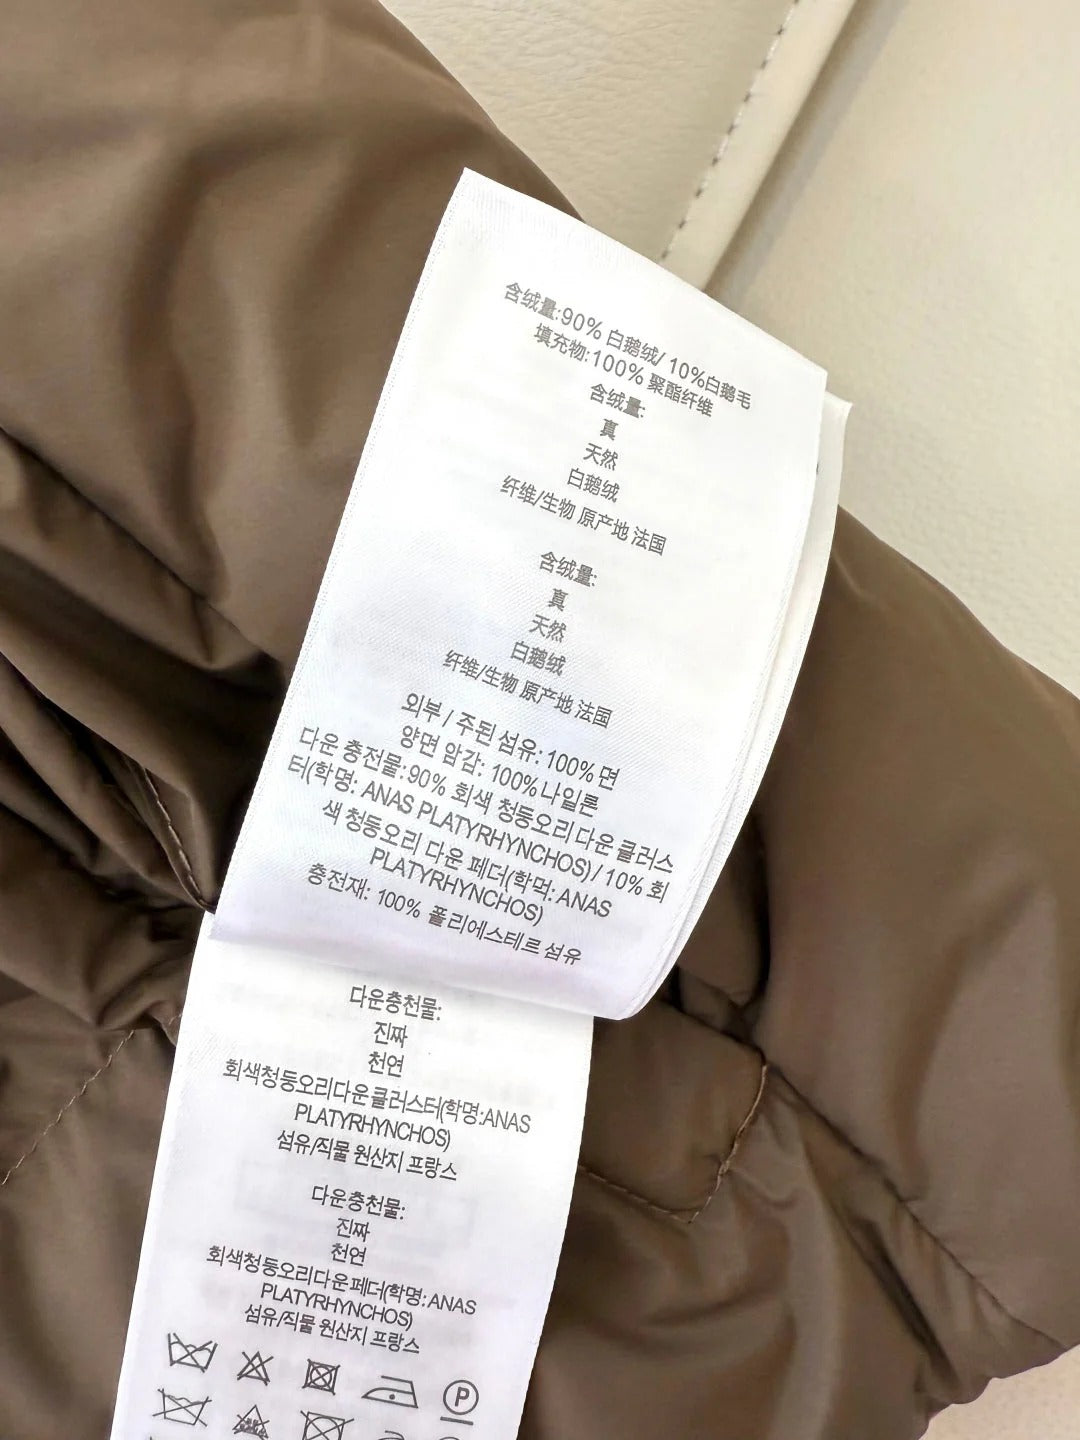 含绒量:90% 白鹅绒/ 10%白鹅毛
填充物:100% 聚酯纤维
含绒量:
真
天然
白鹅绒
纤维/生物 原产地 法国
含绒量:
真
天然
白鹅绒
纤维/生物 原产地 法国
외부 / 주된 섬유: 100% 면
양면 압감: 100%나일론
다운 충전물:90% 회색 청둥오리다운 클러스
터(학명: ANAS PLATYRHYNCHOS) / 10% 회
색 청둥오리 다운 페더(학먹: ANAS
PLATYRHYNCHOS)
충전재: 100% 폴리에스테르 섬유
다운충천물:
진짜
천연
회색청둥오리다운클러스터(학명:ANAS
PLATYRHYNCHOS)
섬유/직물 원산지 프랑스
다운충천물:
진짜
천연
회색청둥오리다운페더(학명:ANAS
PLATYRHYNCHOS)
섬유/직물 원산지 프랑스
P